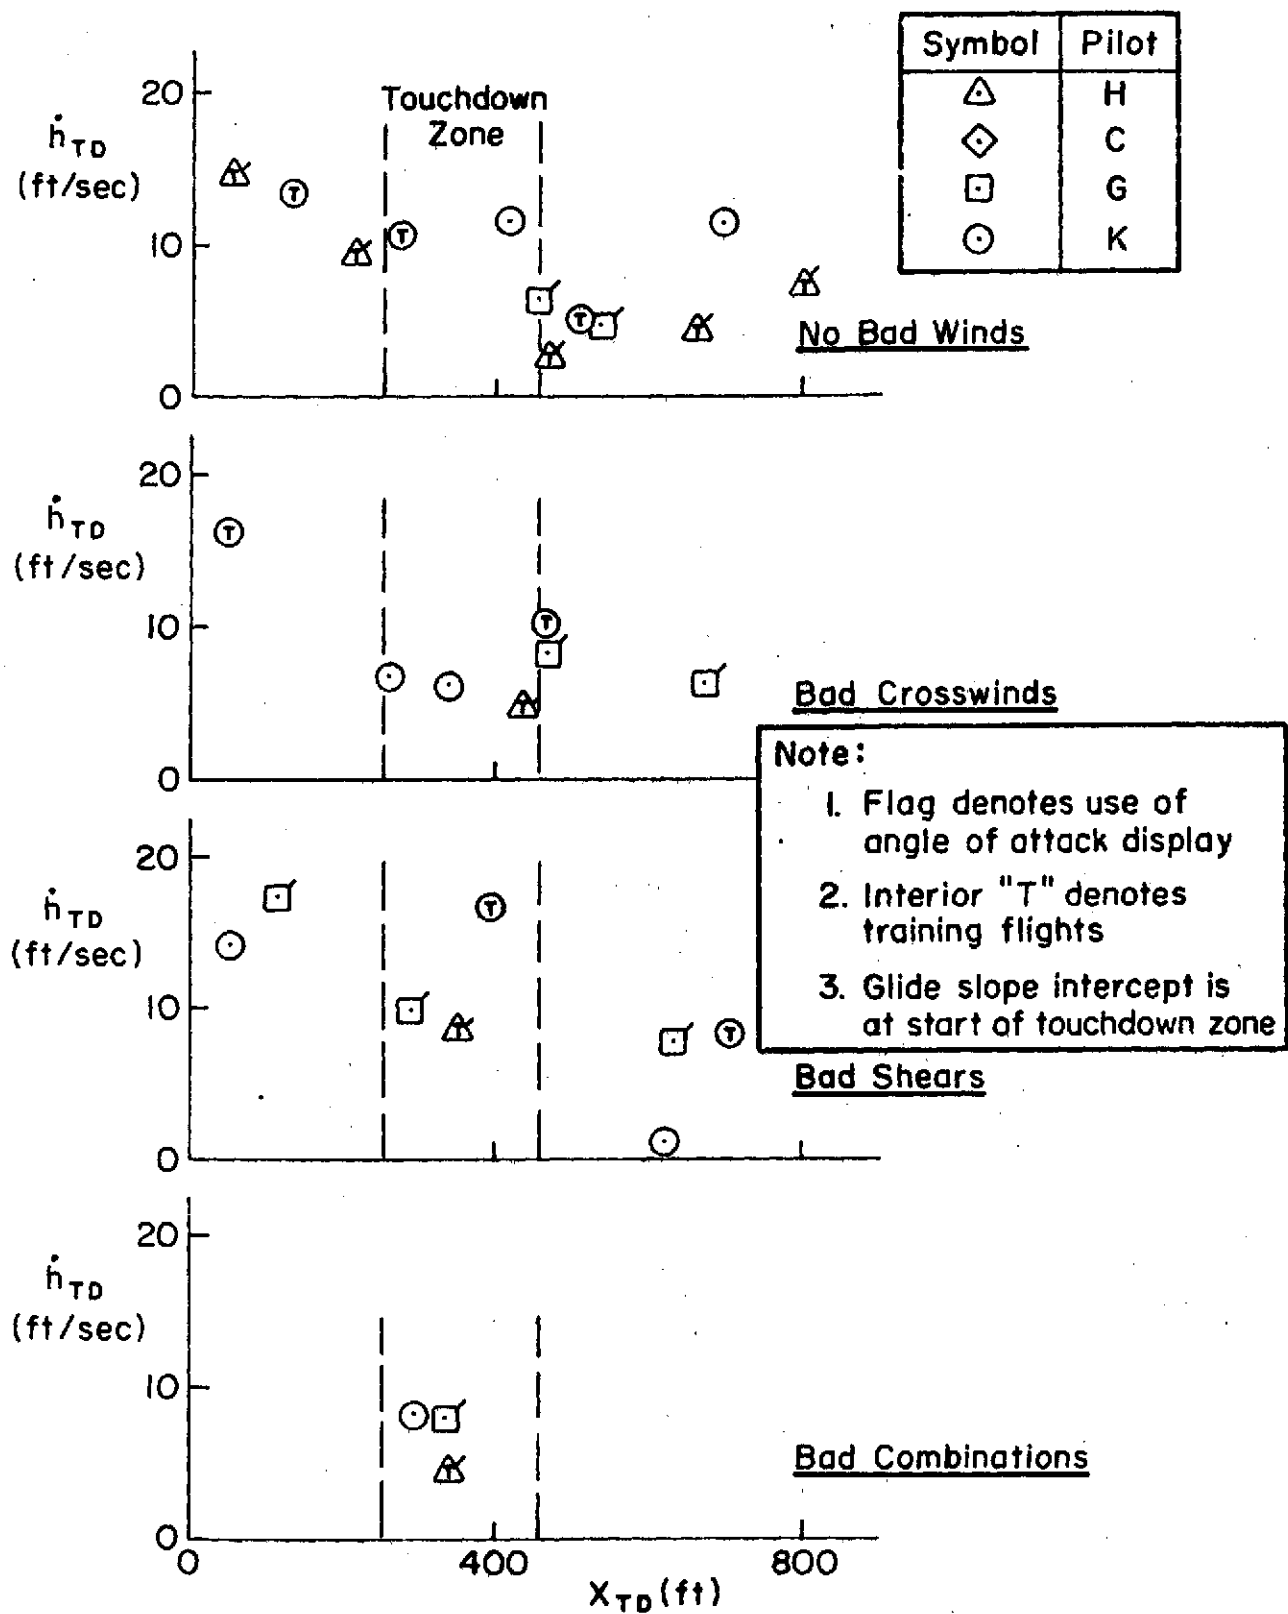 Symbol Pilot
H
C
G
K
20
Touchdown
Zone
ḣTD
(ft/sec)
T
T
T
T
10
T
T
T
T
No Bad Winds
0
20
ḣTD
(ft/sec)
T
10
T
T
Bad Crosswinds
0
Note:
1. Flag denotes use of
angle of attack display
2. Interior "T" denotes
training flights
3. Glide slope intercept is
at start of touchdown zone
20
ḣTD
(ft/sec)
T
10
T
T
Bad Shears
0
20
ḣTD
(ft/sec)
10
T
Bad Combinations
0
0 400 800
XTD (ft)